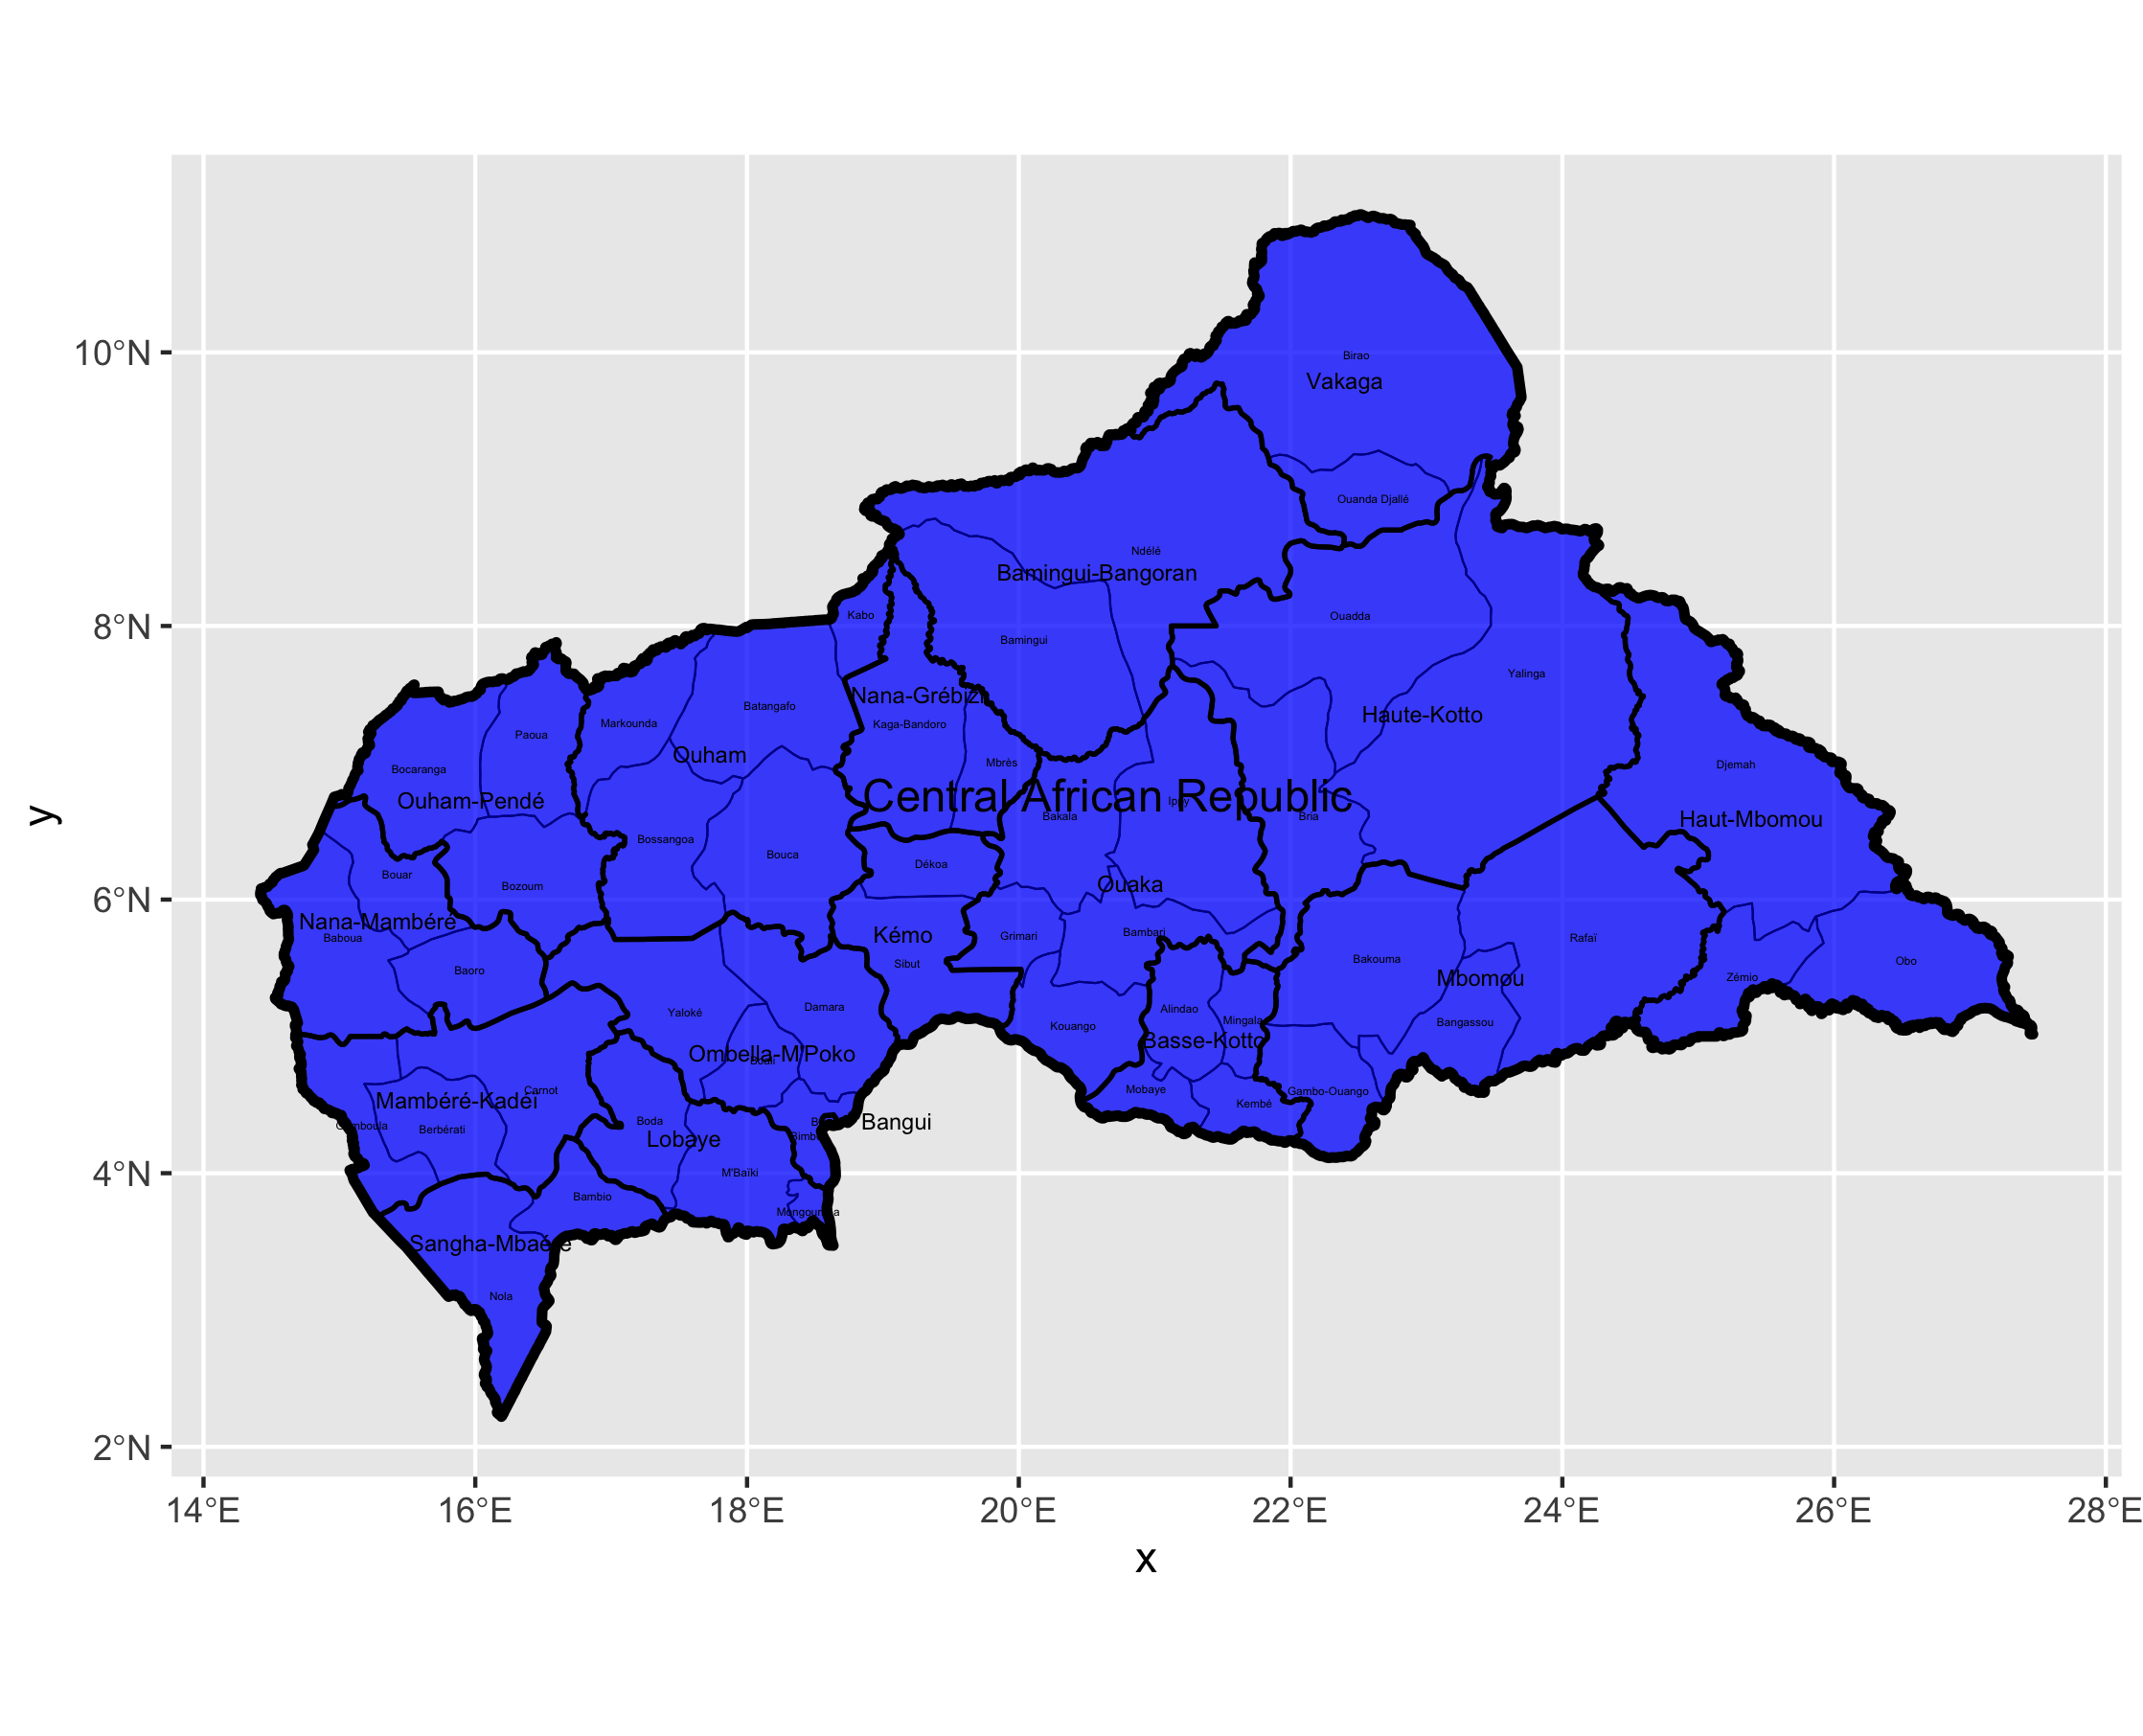 10°N
8°N
6°N
4°N
2°N
14°E
16°E
18°E
20°E
22°E
24°E
26°E
28°E
x
y
Birao
Vakaga
Ouanda Djallé
Ndélé
Bamingui-Bangoran
Kabo
Ouadda
Bamingui
Yalinga
Nana-Grébizi
Batangafo
Haute-Kotto
Markounda
Kaga-Bandoro
Paoua
Ouham
Mbrès
Djemah
Bocaranga
Central African Republic
Ouham-Pendé
Ippy
Bakala
Bria
Haut-Mbomou
Bossangoa
Bouca
Dékoa
Bouar
Bozoum
Ouaka
Nana-Mambéré
Baboua
Kémo
Grimari
Bambari
Rafaï
Sibut
Bakouma
Obo
Baoro
Mbomou
Zémio
Damara
Yaloké
Alindao
Kouango
Mingala
Bangassou
Basse-Kotto
Ombella-M'Poko
Carnot
Mambéré-Kadéï
Mobaye
Gambo-Ouango
Kembé
Berbérati
Boda
Bangui
Lobaye
M'Baïki
Bambio
Sangha-Mbaéré
Nola